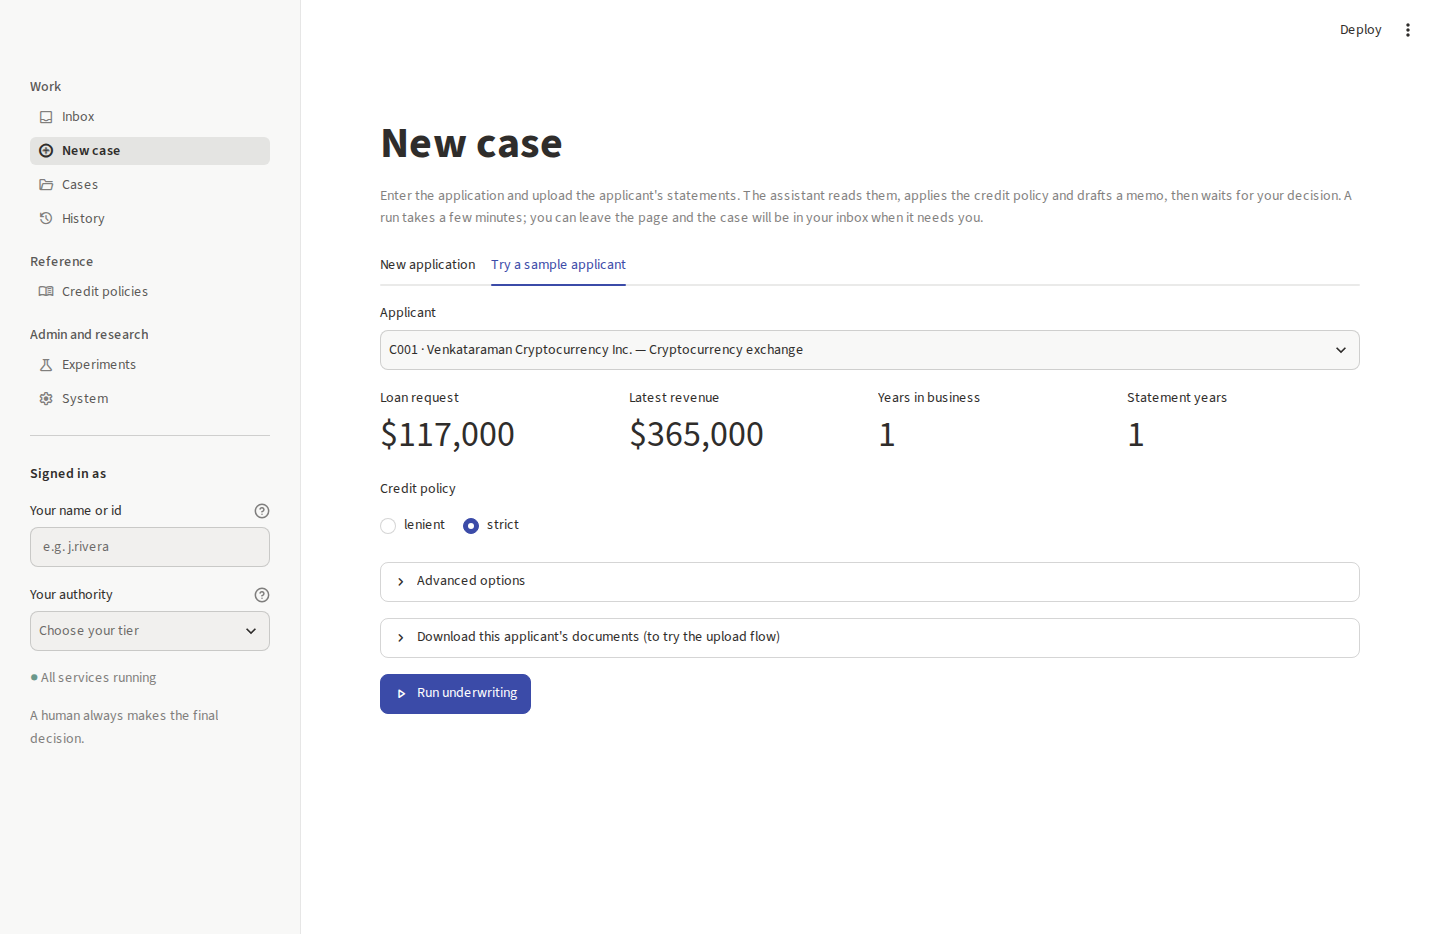 Deploy
Work
Inbox
New case
Cases
History
Reference
Credit policies
Admin and research
Experiments
System
Signed in as
Your name or id
e.g. j.rivera
Your authority
Choose your tier
All services running
A human always makes the final
decision.
New case
Enter the application and upload the applicant's statements. The assistant reads them, applies the credit policy and drafts a memo, then waits for your decision. A
run takes a few minutes; you can leave the page and the case will be in your inbox when it needs you.
New application Try a sample applicant
Applicant
C001 · Venkataraman Cryptocurrency Inc. — Cryptocurrency exchange
Loan request Latest revenue Years in business Statement years
$117,000 $365,000 1 1
Credit policy
lenient strict
Advanced options
Download this applicant's documents (to try the upload flow)
Run underwriting